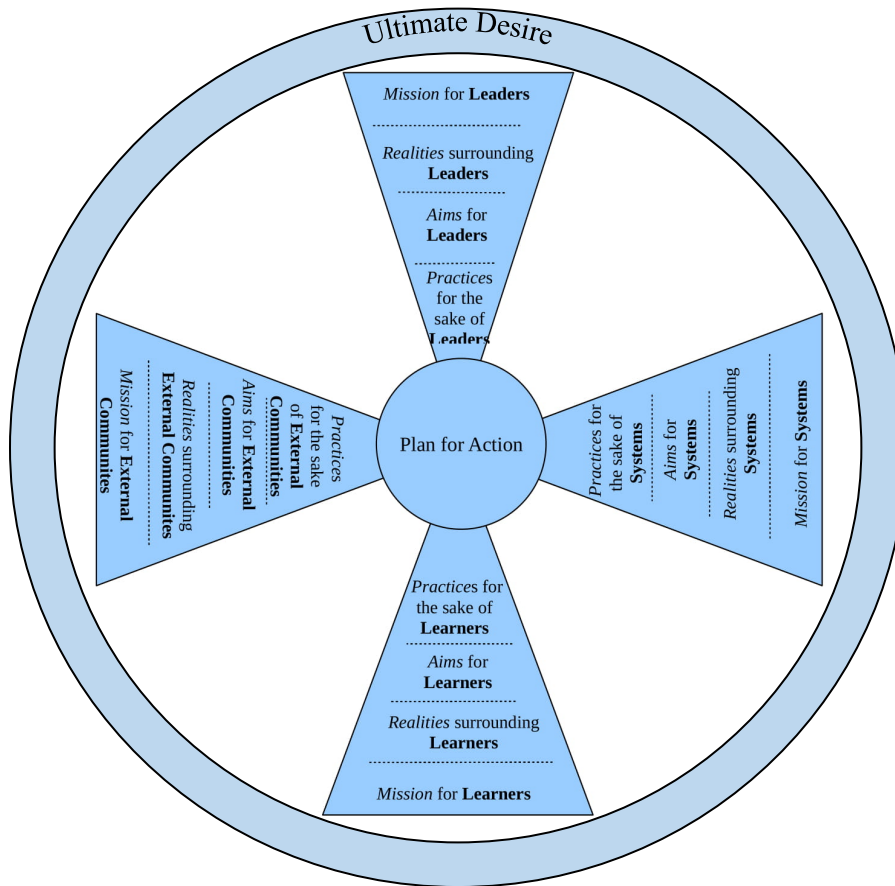 Ultimate Desire
Mission for Leaders
Realities surrounding
Leaders
Aims for
Leaders
Practices
for the
sake of
Leaders
Mission for External
Communites
Realities surrounding
External Communites
Aims for External
Communities
Practices
for the sake
of External
Communities
Plan for Action
Practices for
the sake of
Systems
Aims for
Systems
Realities surrounding
Systems
Mission for Systems
Practices for
the sake of
Learners
Aims for
Learners
Realities surrounding
Learners
Mission for Learners